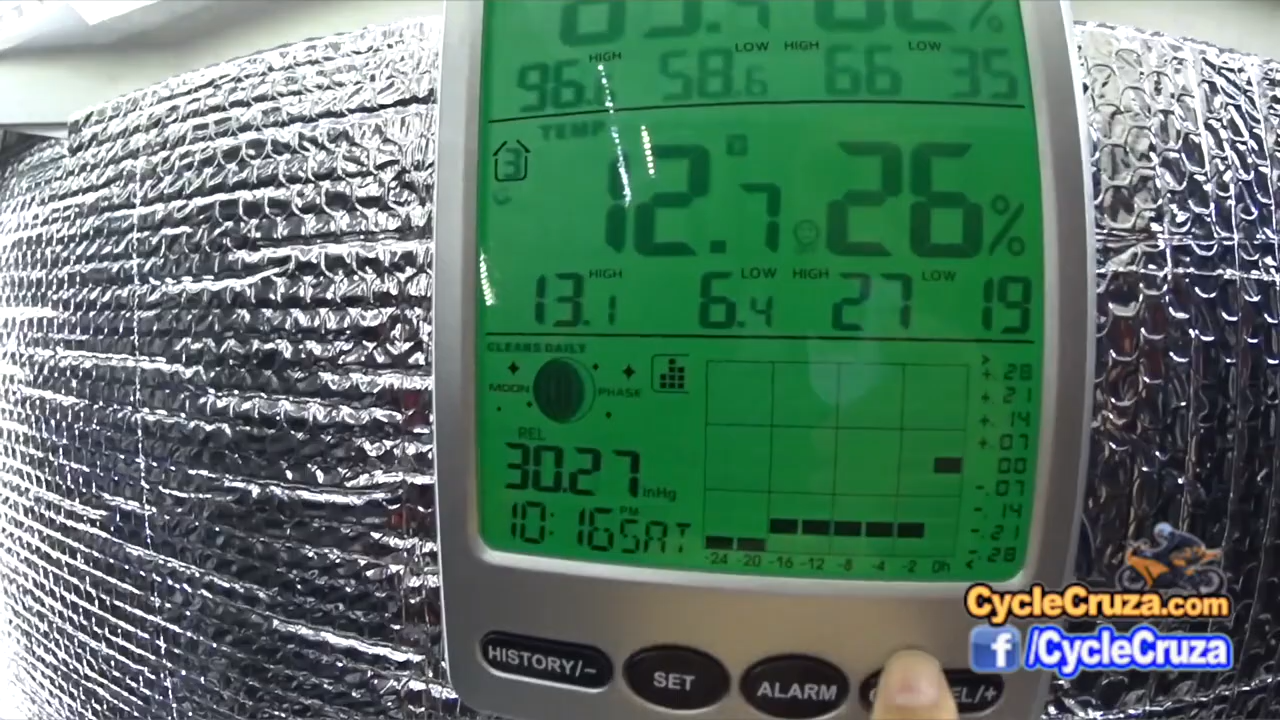 HIGH LOW HIGH LOW %
96. 58.6 66 35
TEMP
3
12.7° 26%
HIGH LOW HIGH LOW
13.1 6.4 27 19
CLEARS DAILY
MOON PHASE
REL
30.27 inHg
PM
10:16 SAT
>
+.28
+.21
+.14
+.07
00
-.07
-.14
-.21
<-.28
-24 -20 -16 -12 -8 -4 -2 0h
HISTORY/- SET ALARM EL/+
CycleCruza.com
f /CycleCruza